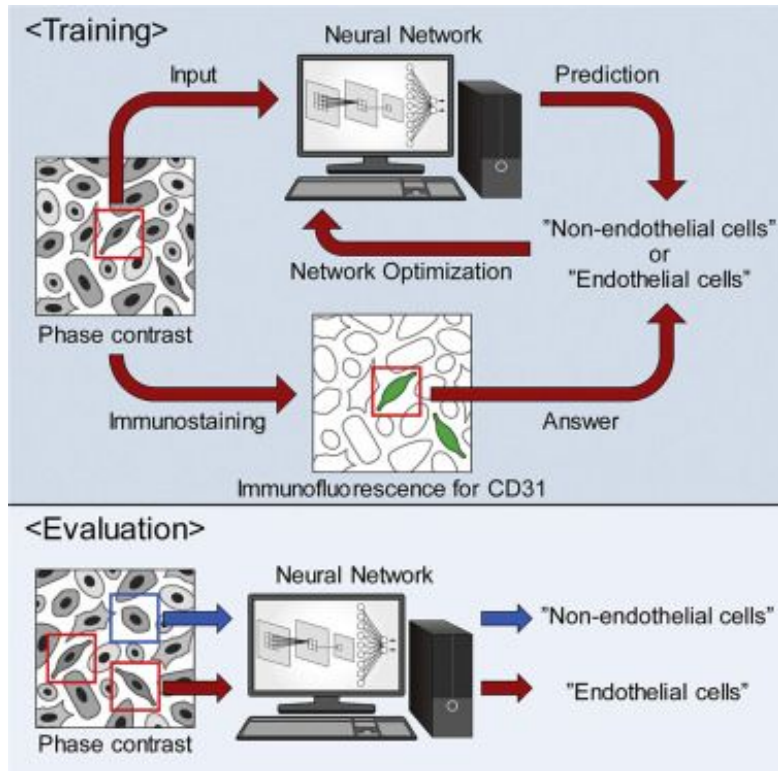 <Training>
Neural Network
Input
Prediction
"Non-endothelial cells"
or
"Endothelial cells"
Network Optimization
Phase contrast
Immunostaining
Answer
Immunofluorescence for CD31
<Evaluation>
Neural Network
"Non-endothelial cells"
"Endothelial cells"
Phase contrast